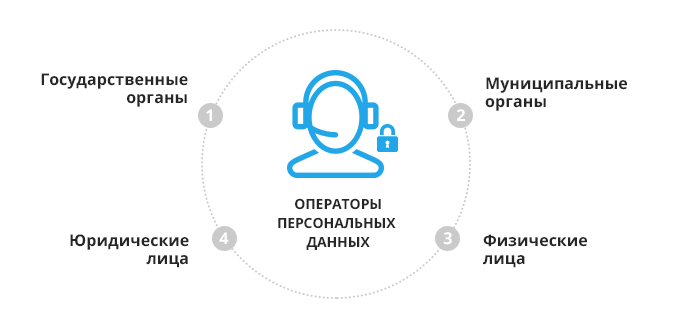 Государственные
органы
1
Муниципальные
органы
2
ОПЕРАТОРЫ
ПЕРСОНАЛЬНЫХ
ДАННЫХ
Юридические
лица
4
3
Физические
лица